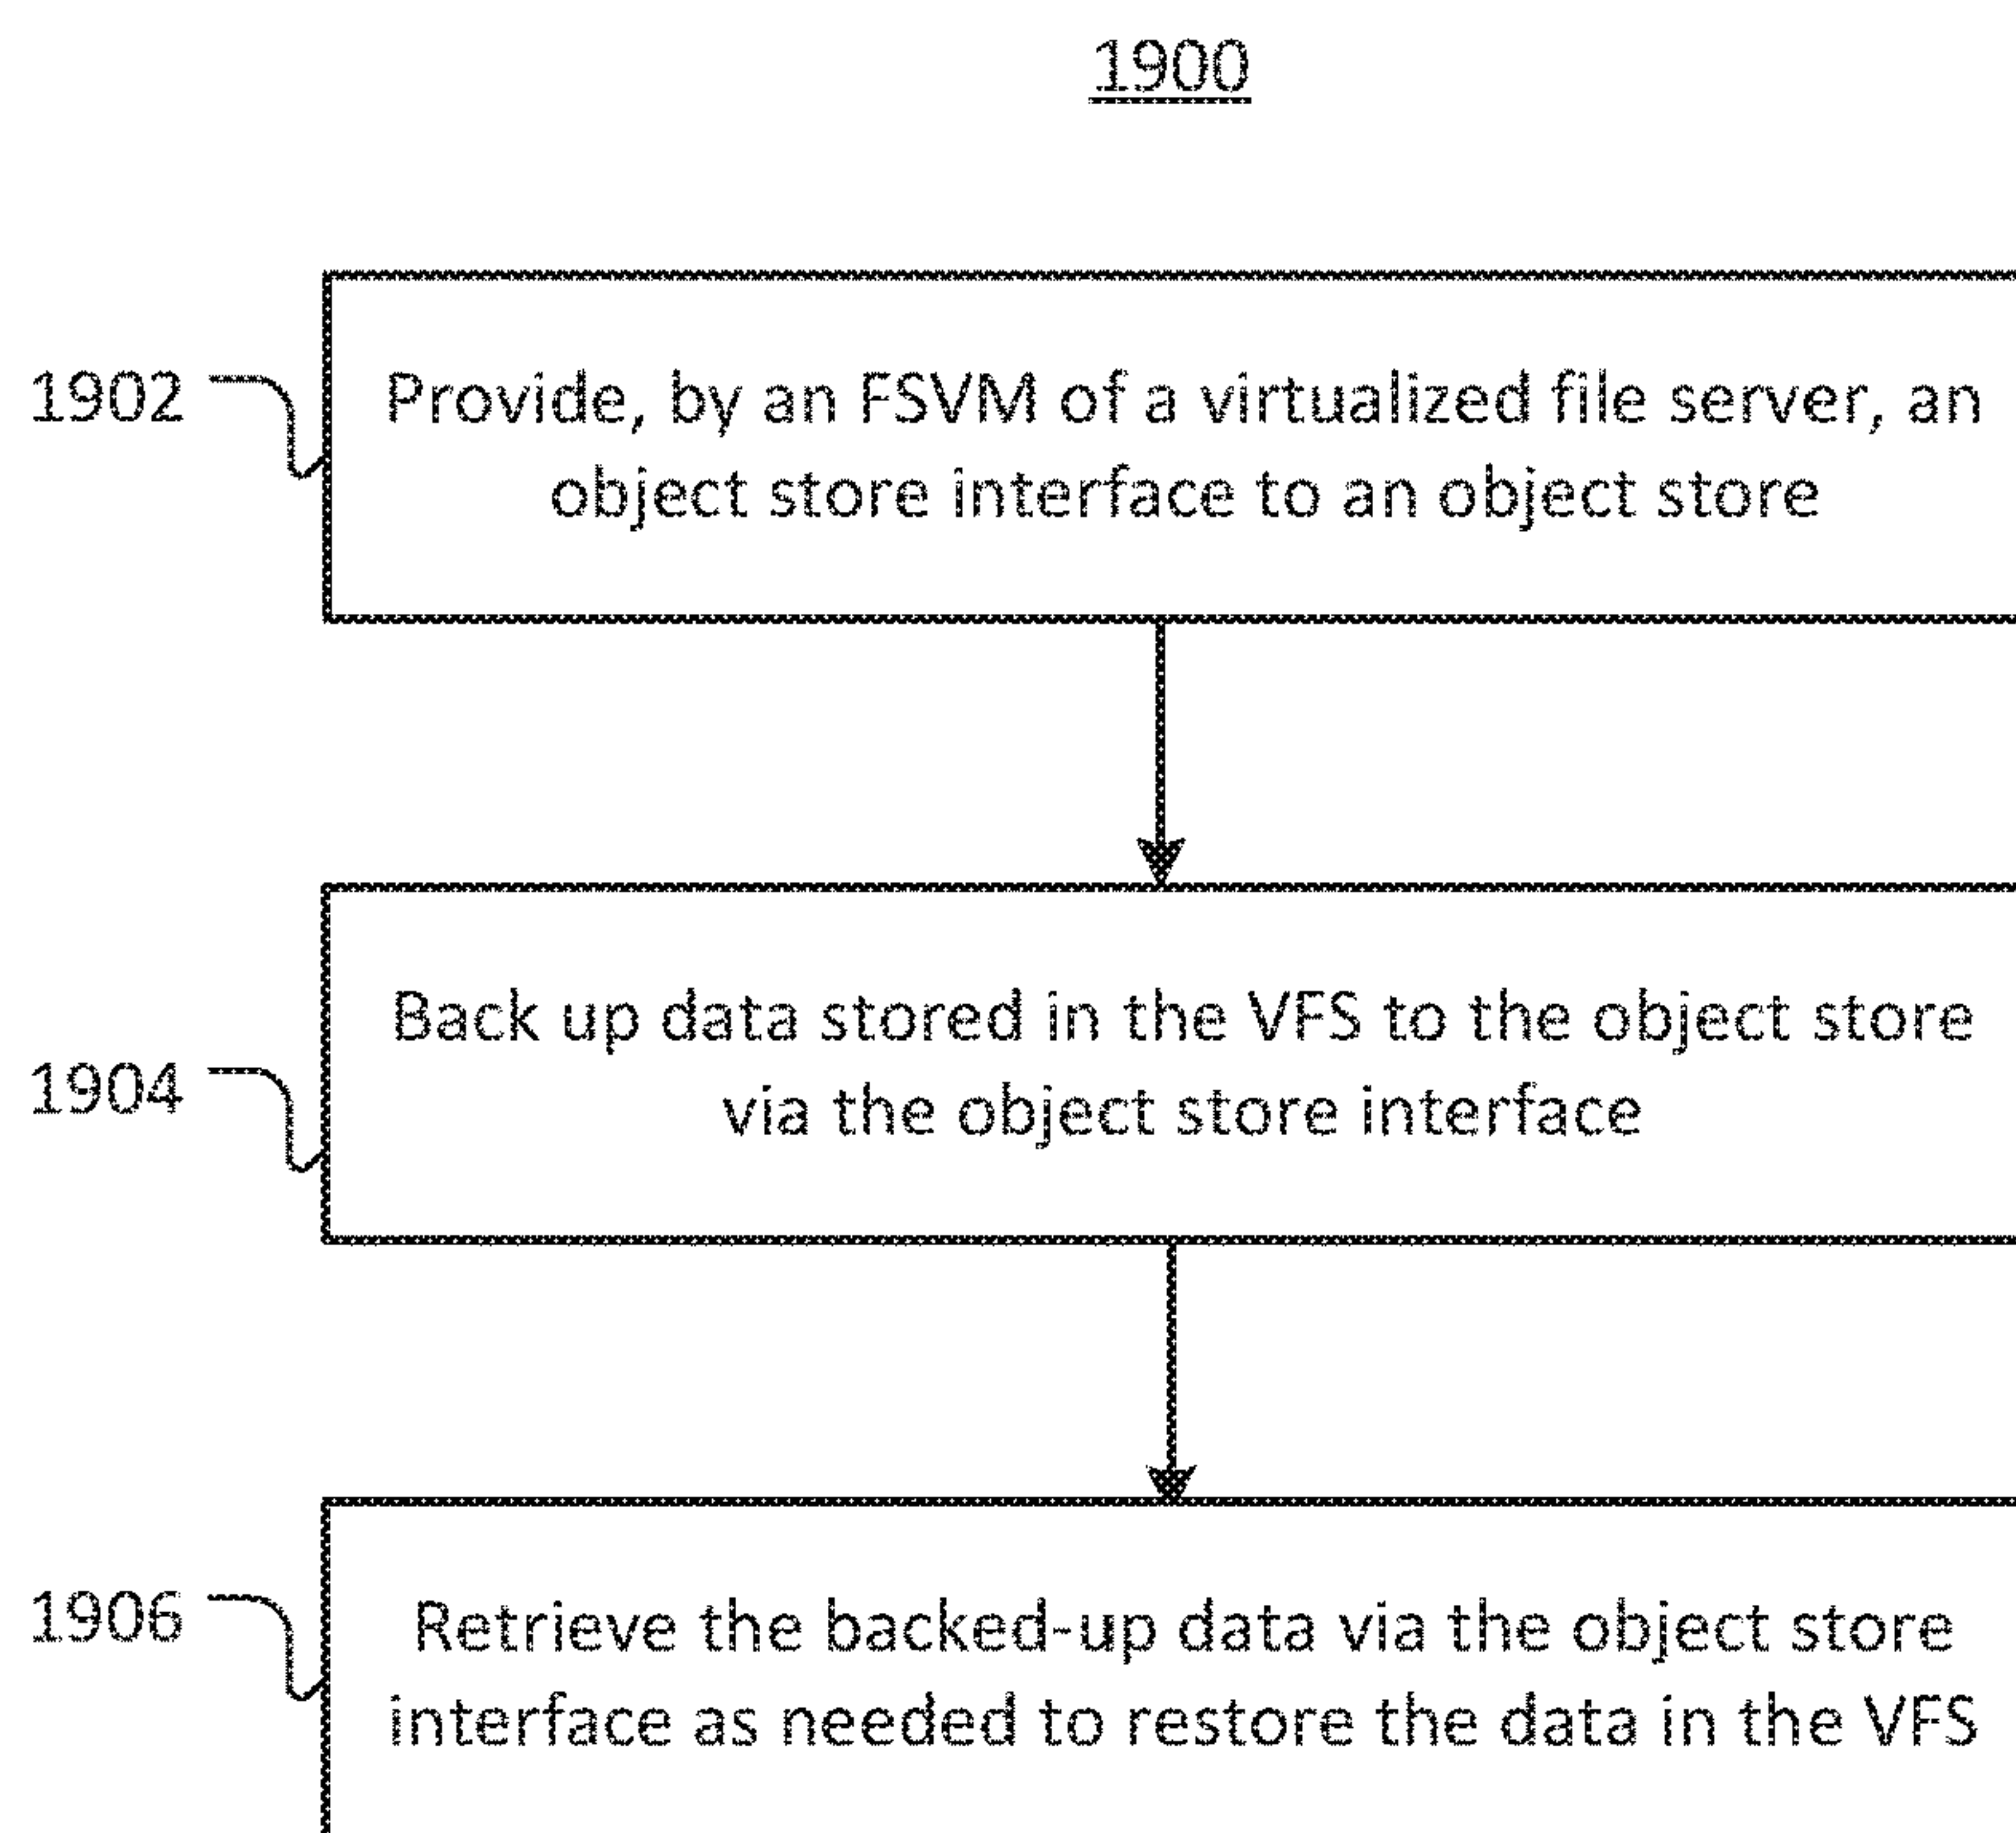 1900
1902
Provide, by an FSVM of a virtualized file server, an
object store interface to an object store
1904
Back up data stored in the VFS to the object store
via the object store interface
1906
Retrieve the backed-up data via the object store
interface as needed to restore the data in the VFS